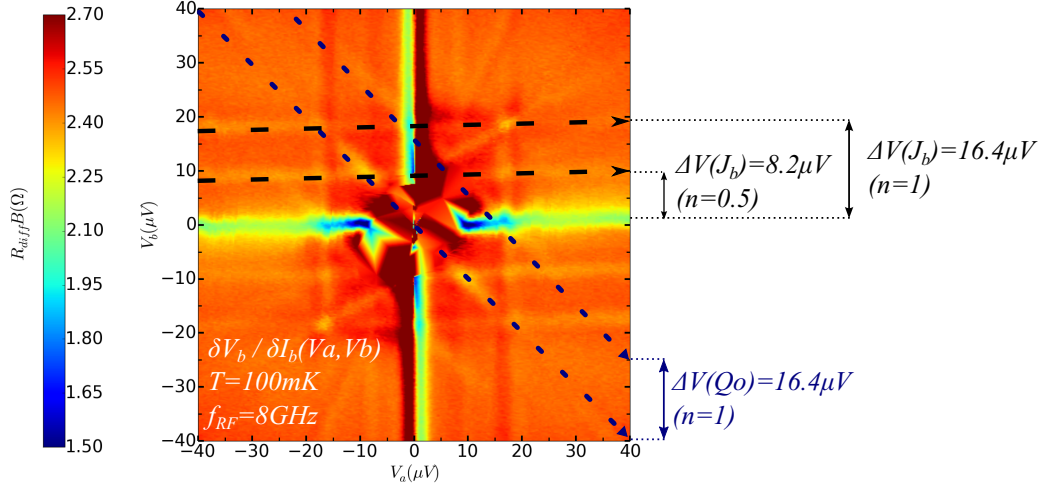 2.70
2.55
2.40
2.25
2.10
1.95
1.80
1.65
1.50
R_diff B(Ω)
40
30
20
10
0
−10
−20
−30
−40
V_b(μV)
−40 −30 −20 −10 0 10 20 30 40
V_a(μV)
δV_b / δI_b(Va,Vb)
T=100mK
f_RF=8GHz
ΔV(J_b)=8.2μV
(n=0.5)
ΔV(J_b)=16.4μV
(n=1)
ΔV(Qo)=16.4μV
(n=1)